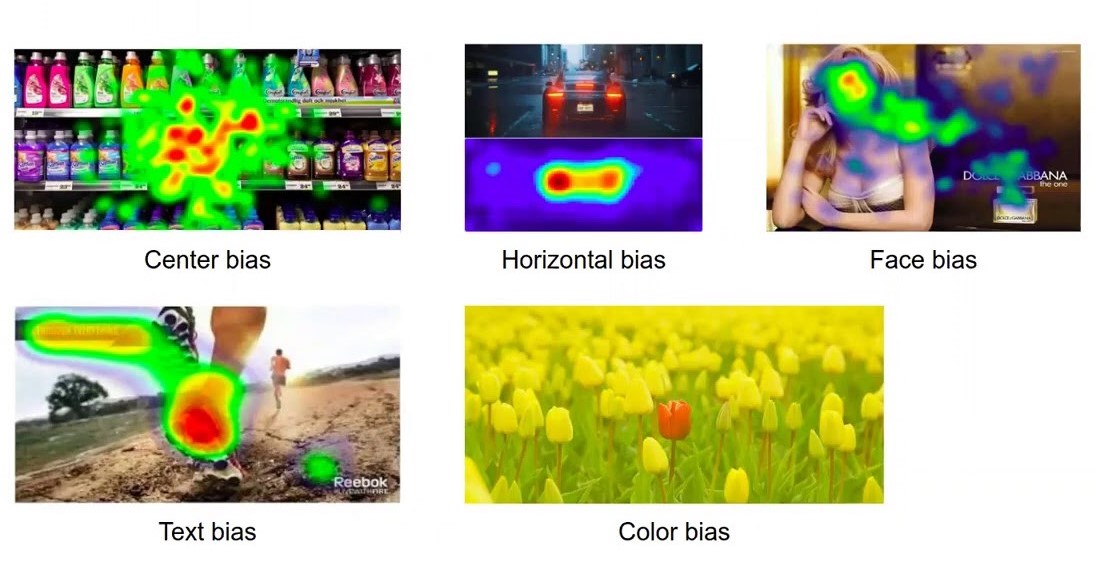 Center bias
Horizontal bias
DOLCE&GABBANA
the one
Face bias
Reebok
Text bias
Color bias